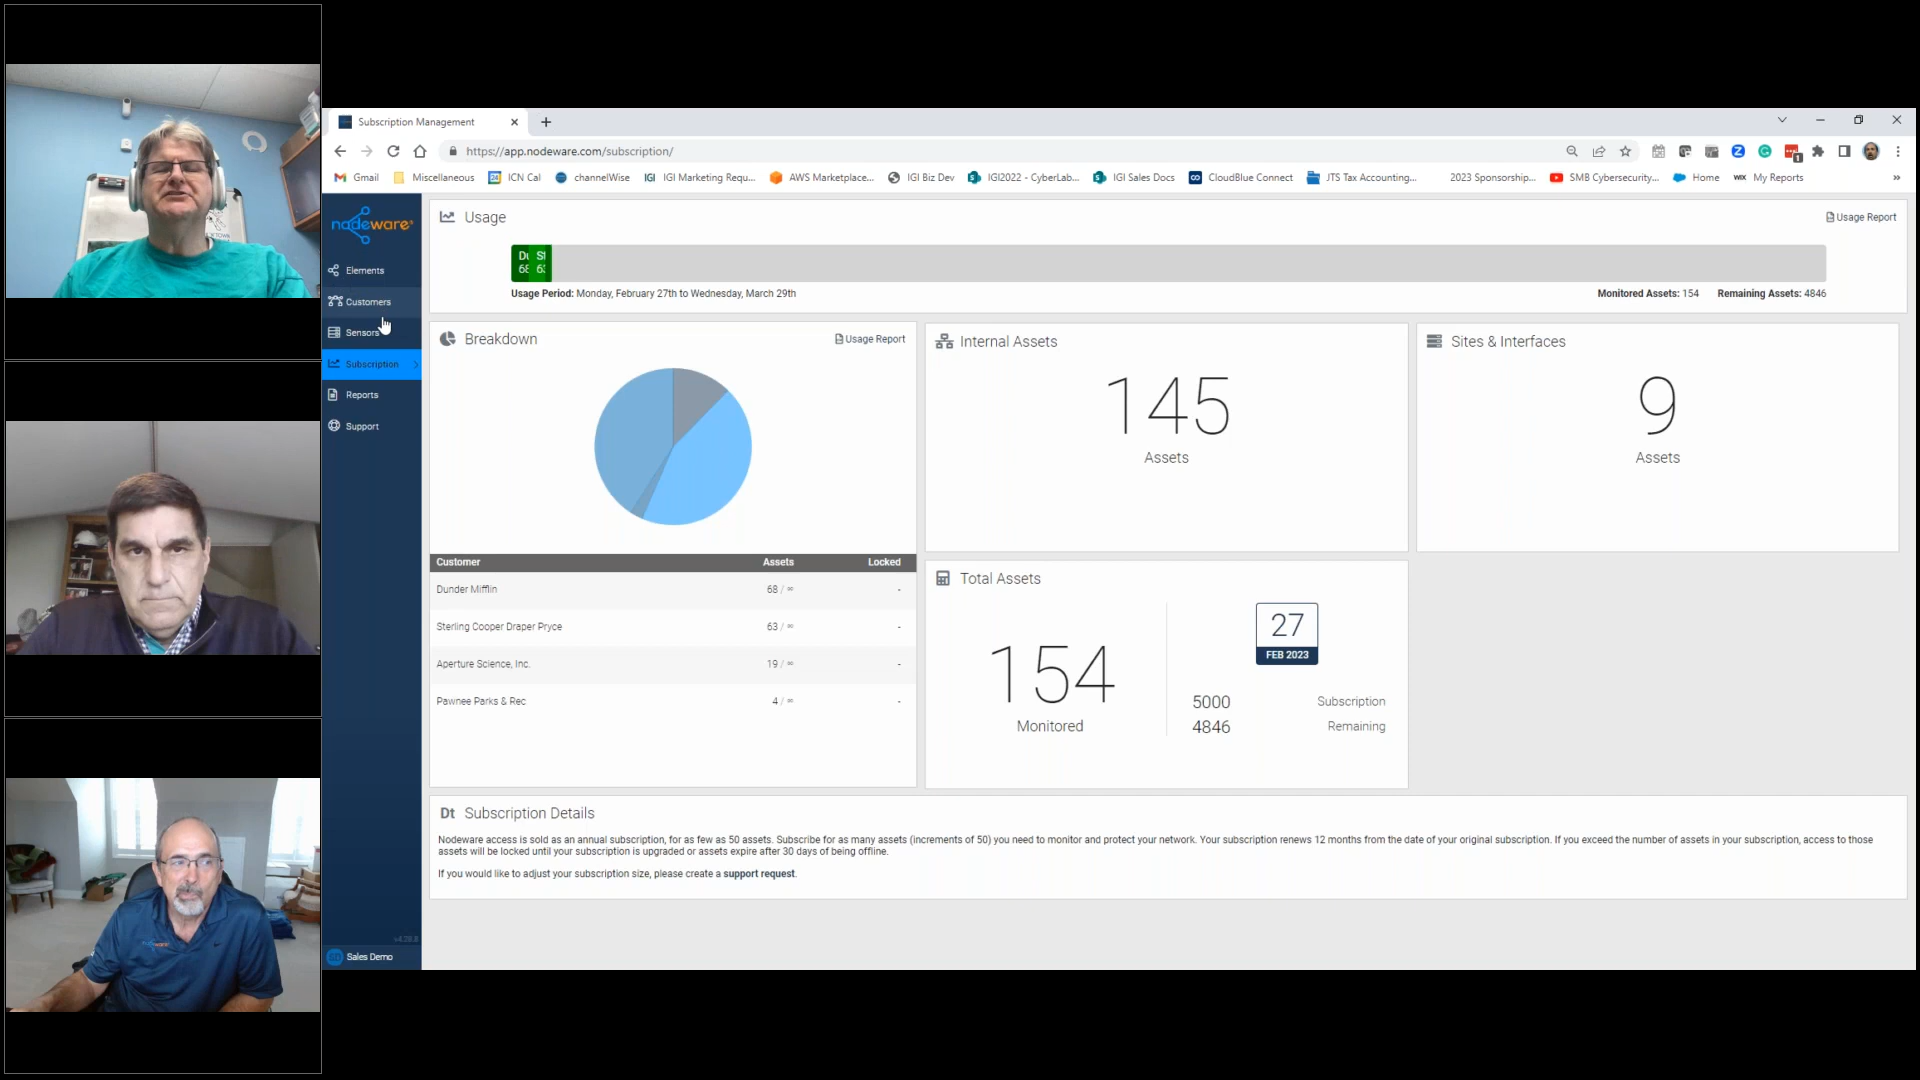 Subscription Management
https://app.nodeware.com/subscription/
Gmail Miscellaneous ICN Cal channelWise IGI IGI Marketing Requ... AWS Marketplace... IGI Biz Dev IGI2022 - CyberLab... IGI Sales Docs CloudBlue Connect JTS Tax Accounting... 2023 Sponsorship... SMB Cybersecurity... Home WIX My Reports »
nodeware
Elements
Customers
Sensors
Subscription
Reports
Support
v4.28.8
Sales Demo
Usage
Usage Report
68
Usage Period: Monday, February 27th to Wednesday, March 29th
Monitored Assets: 154 Remaining Assets: 4846
Breakdown
Usage Report
Customer Assets Locked
Dunder Mifflin 68 / ∞ -
Sterling Cooper Draper Pryce 63 / ∞ -
Aperture Science, Inc. 19 / ∞ -
Pawnee Parks & Rec 4 / ∞ -
Internal Assets
145
Assets
Sites & Interfaces
9
Assets
Total Assets
154
Monitored
27
FEB 2023
5000 Subscription
4846 Remaining
Dt Subscription Details
Nodeware access is sold as an annual subscription, for as few as 50 assets. Subscribe for as many assets (increments of 50) you need to monitor and protect your network. Your subscription renews 12 months from the date of your original subscription. If you exceed the number of assets in your subscription, access to those
assets will be locked until your subscription is upgraded or assets expire after 30 days of being offline.
If you would like to adjust your subscription size, please create a support request.